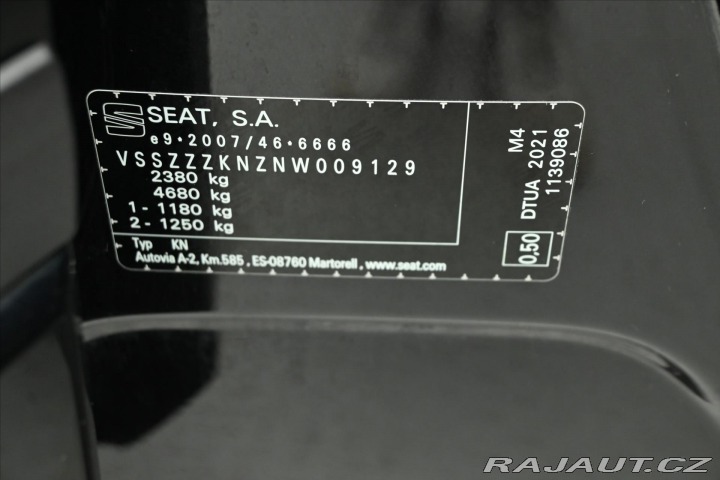 SEAT, S.A.
e9*2007/46*6666
VSSZZZKNZNW009129
2380 kg
4680 kg
1 - 1180 kg
2 - 1250 kg
Typ KN
Autovia A-2, Km.585 , ES-08760 Martorell , www.seat.com
M4
DTUA 2021
1139086
0,50
RAJAUT.CZ